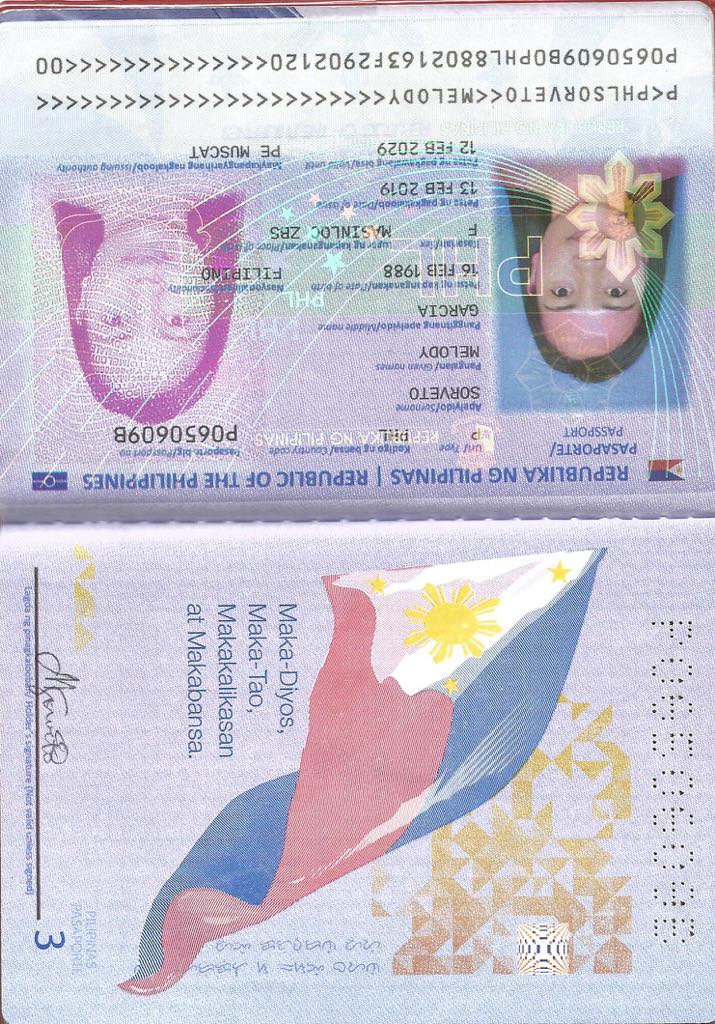 REPUBLIKA NG PILIPINAS | REPUBLIC OF THE PHILIPPINES
PASAPORTE/
PASSPORT
Uri/ Type Kodigo ng bansa/ Country code Pasaporte blg/Passport no
P PHL P0650609B
Apelyido/Surname
SORVETO
Pangalan/ Given names
MELODY
Panggitnang apelyido/Middle name
GARCIA
Petsa ng kapanganakan/Date of birth Nasyonalidad/Nationality
16 FEB 1988 FILIPINO
Kasarian/Sex Lugar ng kapanganakan/Place of birth
F MASINLOC ZBS
Petsa ng pagkakaloob/Date of issue
13 FEB 2019
Petsa ng pagkawalang bisa/Valid until Maykapangyarihang nagkaloob/Issuing authority
12 FEB 2029 PE MUSCAT
P<PHLSORVETO<<MELODY<<<<<<<<<<<<<<<<<<<<<<<<
P0650609B0PHL8802163F2902120<<<<<<<<<<<<<<00
Maka-Diyos,
Maka-Tao,
Makakalikasan
at Makabansa.
P0650609B
Lagda ng pinagkalooban/ Holder's signature (Not valid unless signed)
PILIPINAS
PASAPORTE
3